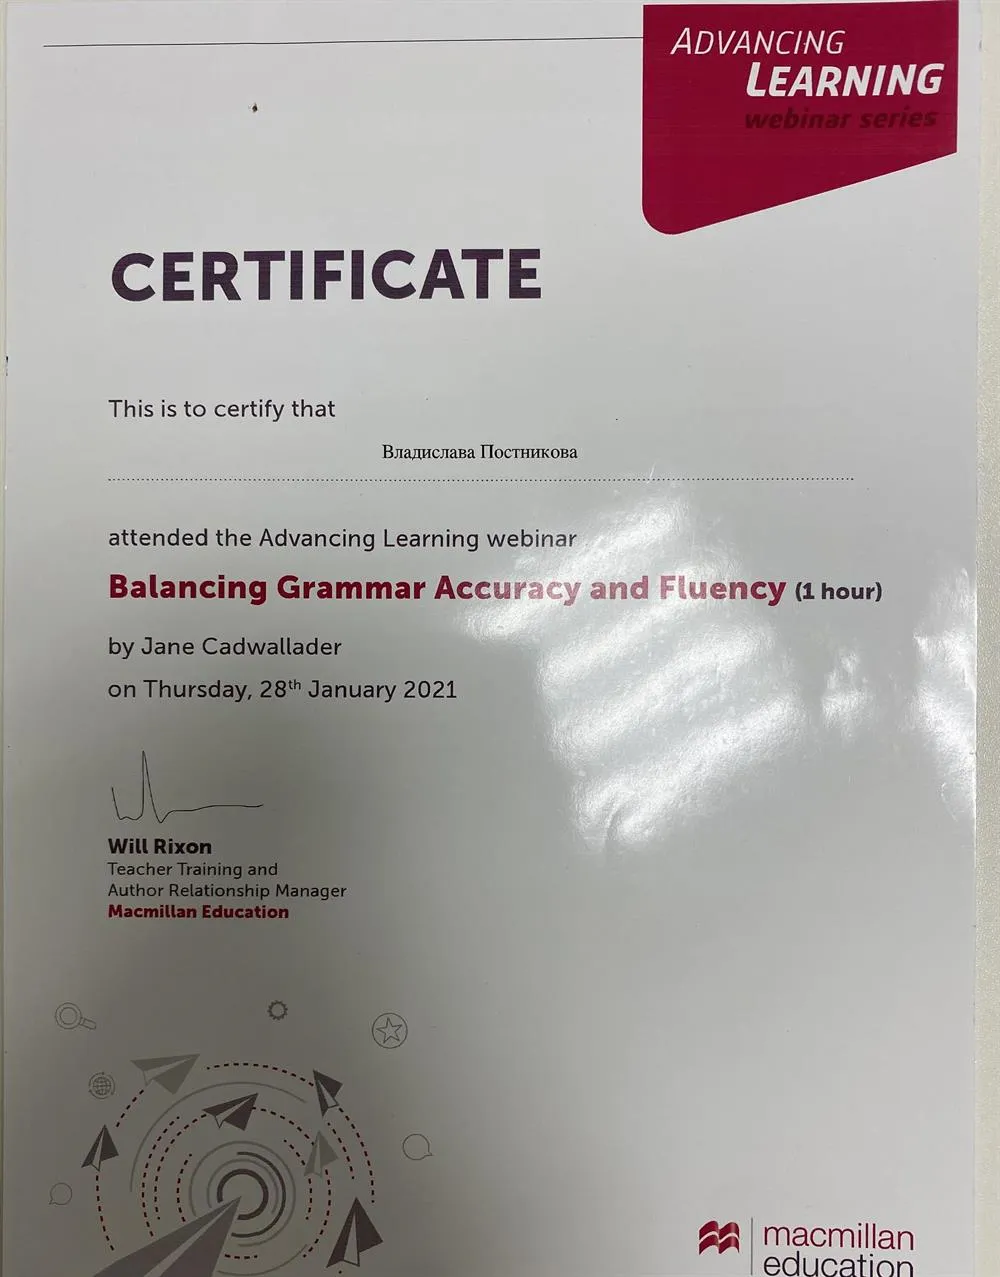 ADVANCING
LEARNING
webinar series
CERTIFICATE
This is to certify that
Владислава Постникова
attended the Advancing Learning webinar
Balancing Grammar Accuracy and Fluency (1 hour)
by Jane Cadwallader
on Thursday, 28th January 2021
Will Rixon
Teacher Training and
Author Relationship Manager
Macmillan Education
macmillan
education